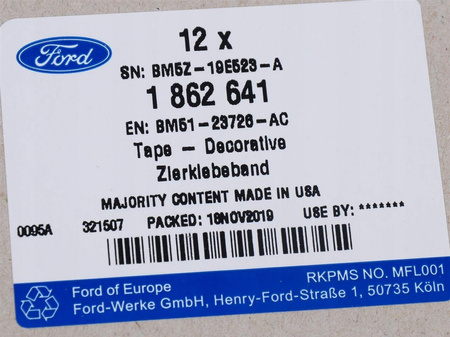 Ford
12 x
SN: BM5Z-19E523-A
1 862 641
EN: BM51-23726-AC
Tape - Decorative
Zierklebeband
MAJORITY CONTENT MADE IN USA
0095A 321507 PACKED: 18NOV2019 USE BY: *******
RKPMS NO. MFL001
Ford of Europe
Ford-Werke GmbH, Henry-Ford-Straße 1, 50735 Köln